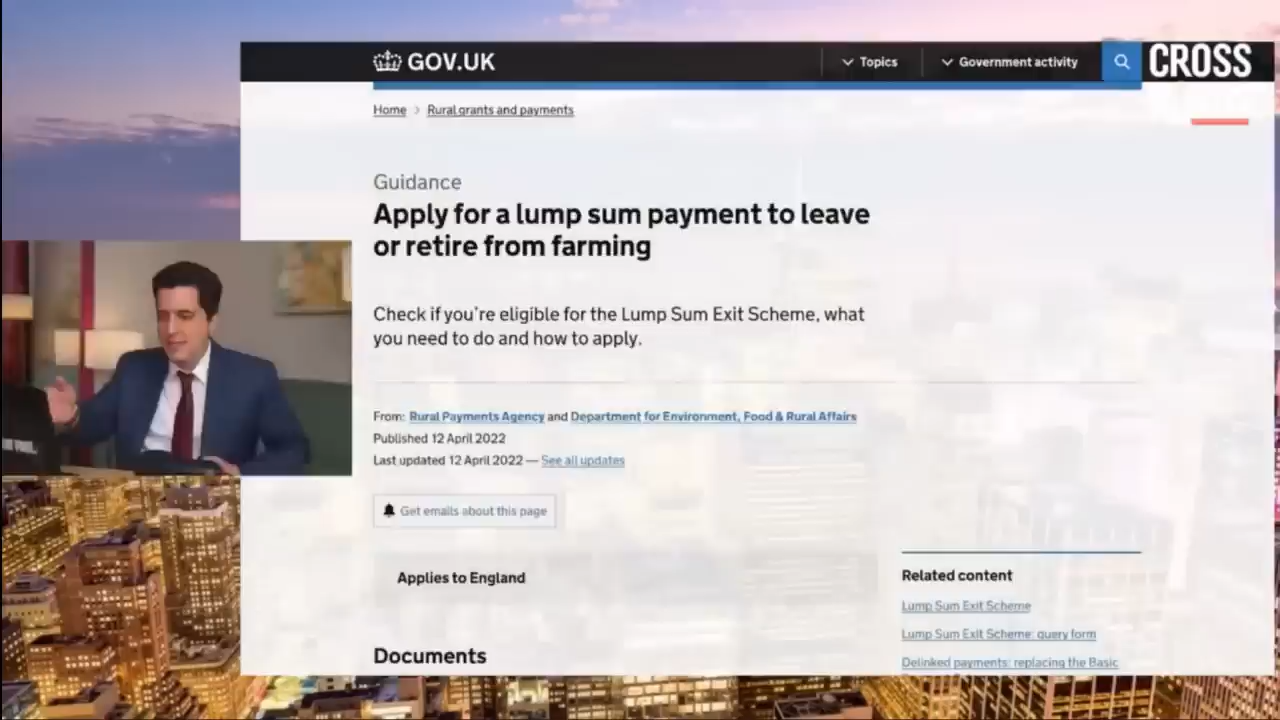 GOV.UK
Topics
Government activity
CROSS
Home > Rural grants and payments
Guidance
Apply for a lump sum payment to leave
or retire from farming
Check if you're eligible for the Lump Sum Exit Scheme, what
you need to do and how to apply.
From: Rural Payments Agency and Department for Environment, Food & Rural Affairs
Published 12 April 2022
Last updated 12 April 2022 — See all updates
Get emails about this page
Applies to England
Documents
Related content
Lump Sum Exit Scheme
Lump Sum Exit Scheme: query form
Delinked payments: replacing the Basic